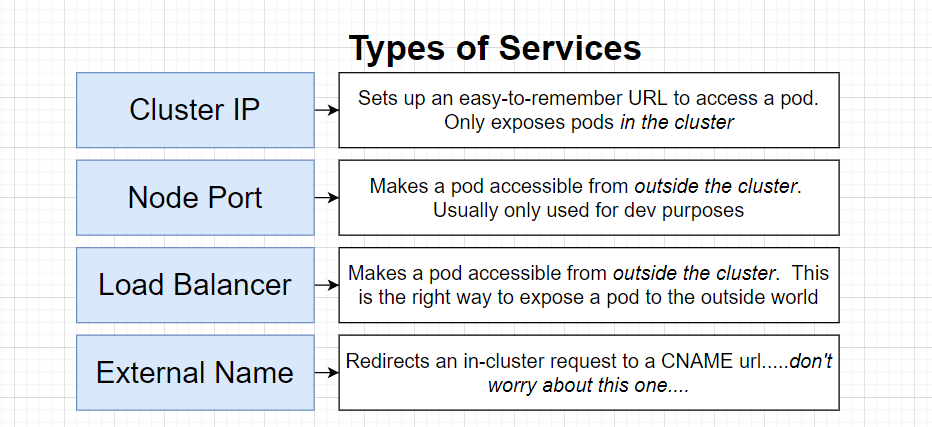 Types of Services
Cluster IP
Sets up an easy-to-remember URL to access a pod.
Only exposes pods in the cluster
Node Port
Makes a pod accessible from outside the cluster.
Usually only used for dev purposes
Load Balancer
Makes a pod accessible from outside the cluster.  This
is the right way to expose a pod to the outside world
External Name
Redirects an in-cluster request to a CNAME url.....don't
worry about this one....